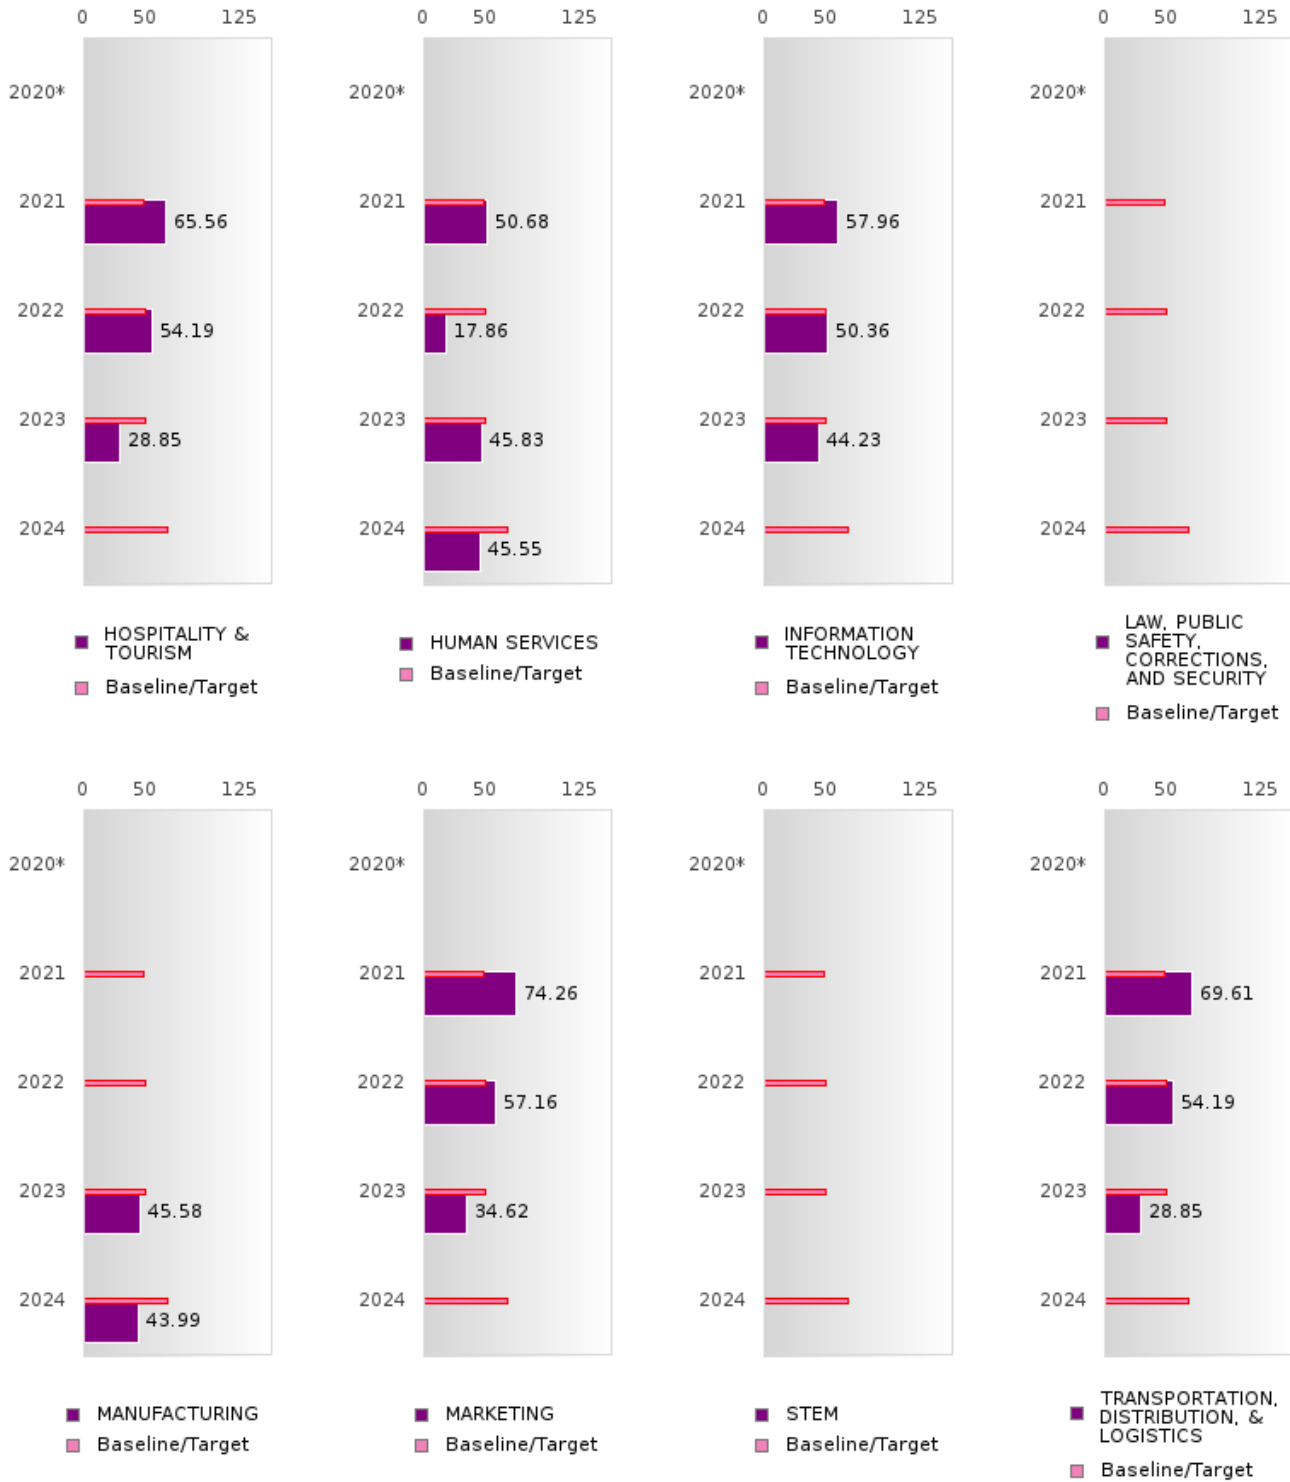 0 50 125
0 50 125
0 50 125
0 50 125
2020*
2020*
2020*
2020*
2021
65.56
2021
50.68
2021
57.96
2021
2022
54.19
2022
17.86
2022
50.36
2022
2023
28.85
2023
45.83
2023
44.23
2023
2024
2024
45.55
2024
2024
HOSPITALITY &
TOURISM
Baseline/Target
HUMAN SERVICES
Baseline/Target
INFORMATION
TECHNOLOGY
Baseline/Target
LAW, PUBLIC
SAFETY,
CORRECTIONS,
AND SECURITY
Baseline/Target
0 50 125
0 50 125
0 50 125
0 50 125
2020*
2020*
2020*
2020*
2021
2021
74.26
2021
2021
69.61
2022
2022
57.16
2022
2022
54.19
2023
45.58
2023
34.62
2023
2023
28.85
2024
43.99
2024
2024
2024
MANUFACTURING
Baseline/Target
MARKETING
Baseline/Target
STEM
Baseline/Target
TRANSPORTATION,
DISTRIBUTION, &
LOGISTICS
Baseline/Target